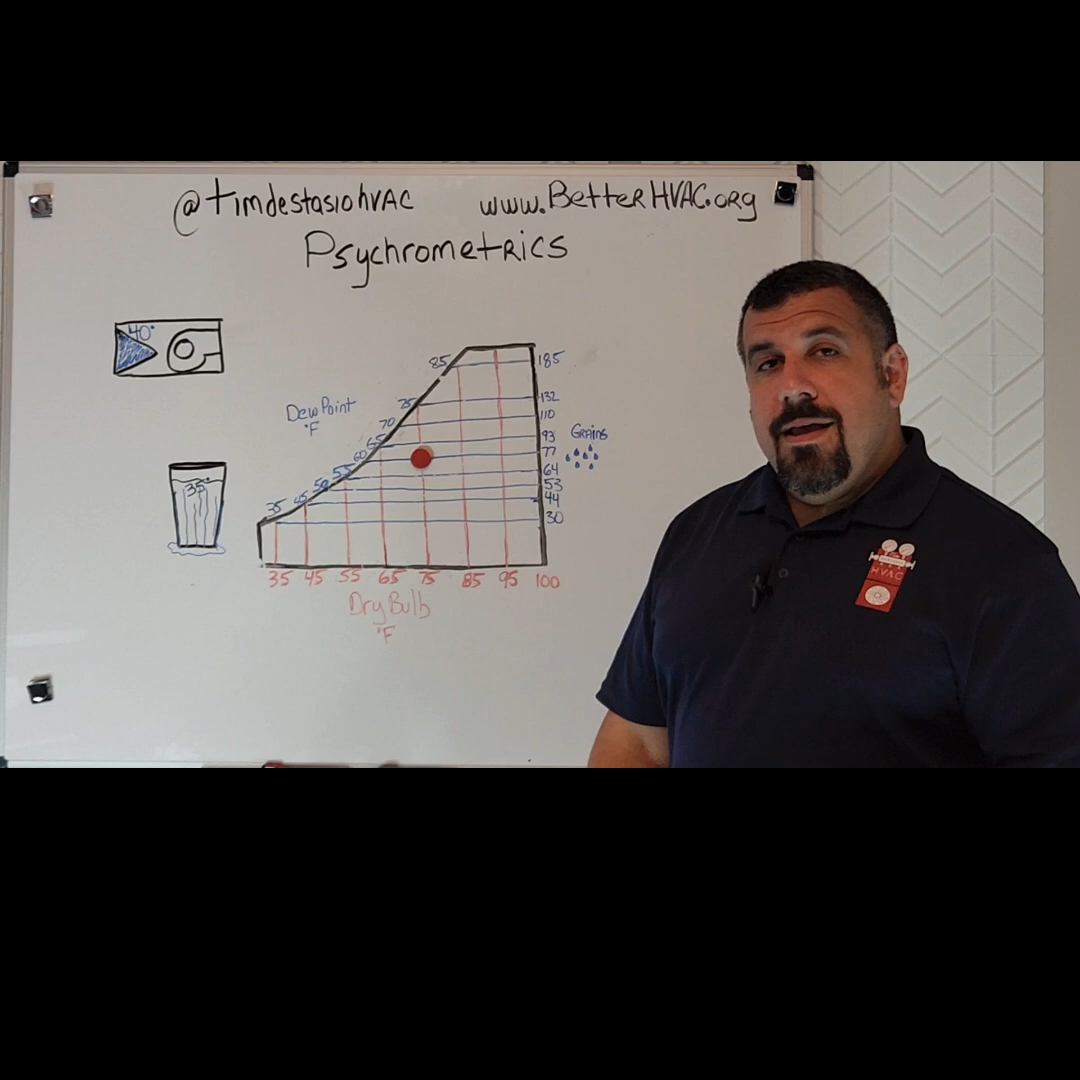 @timdestasiohvac
www.BetterHVAC.org
Psychrometrics
40°
35°
Dew Point
°F
85
75
70
65
60
55
50
45
35
185
132
110
93
77
64
53
44
30
Grains
35 45 55 65 75 85 95 100
Dry Bulb
°F
HVAC